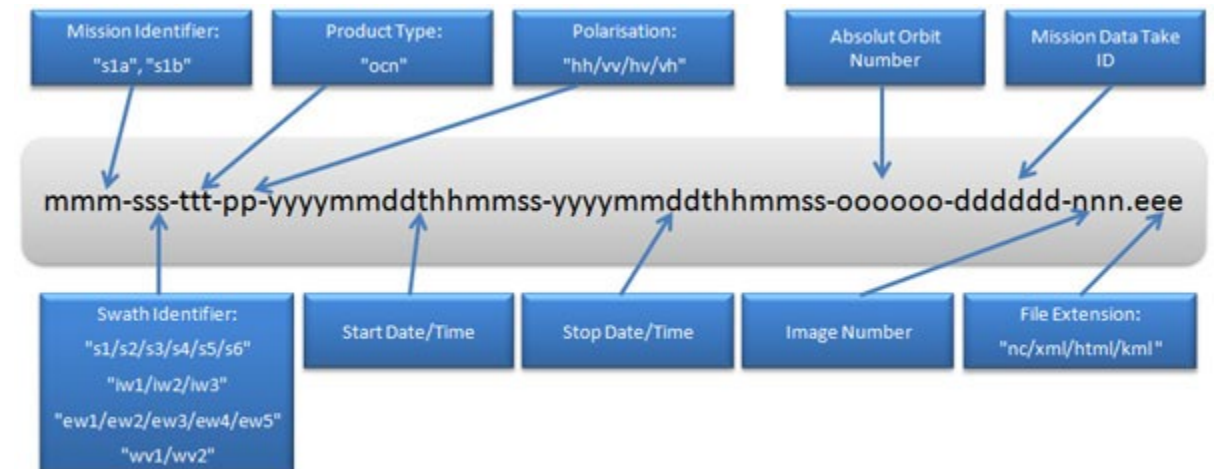 Mission Identifier:
"s1a", "s1b"
Product Type:
"ocn"
Polarisation:
"hh/vv/hv/vh"
Absolut Orbit
Number
Mission Data Take
ID
mmm-sss-ttt-pp-yyyymmddthhmmss-yyyymmddthhmmss-oooooo-dddddd-nnn.eee
Swath Identifier:
"s1/s2/s3/s4/s5/s6"
"iw1/iw2/iw3"
"ew1/ew2/ew3/ew4/ew5"
"wv1/wv2"
Start Date/Time
Stop Date/Time
Image Number
File Extension:
"nc/xml/html/kml"